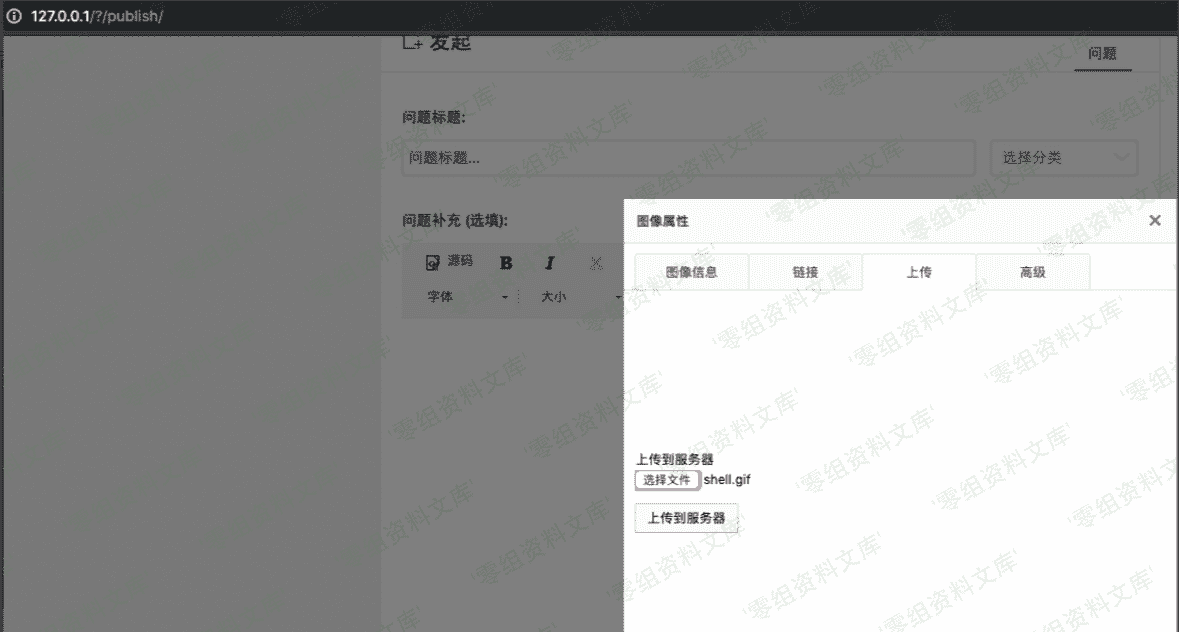 127.0.0.1/?/publish/
发起
问题
问题标题:
问题标题...
选择分类
问题补充 (选填):
源码 B I
字体 大小
图像属性
图像信息 链接 上传 高级
上传到服务器
选择文件 shell.gif
上传到服务器
'零组资料文库'